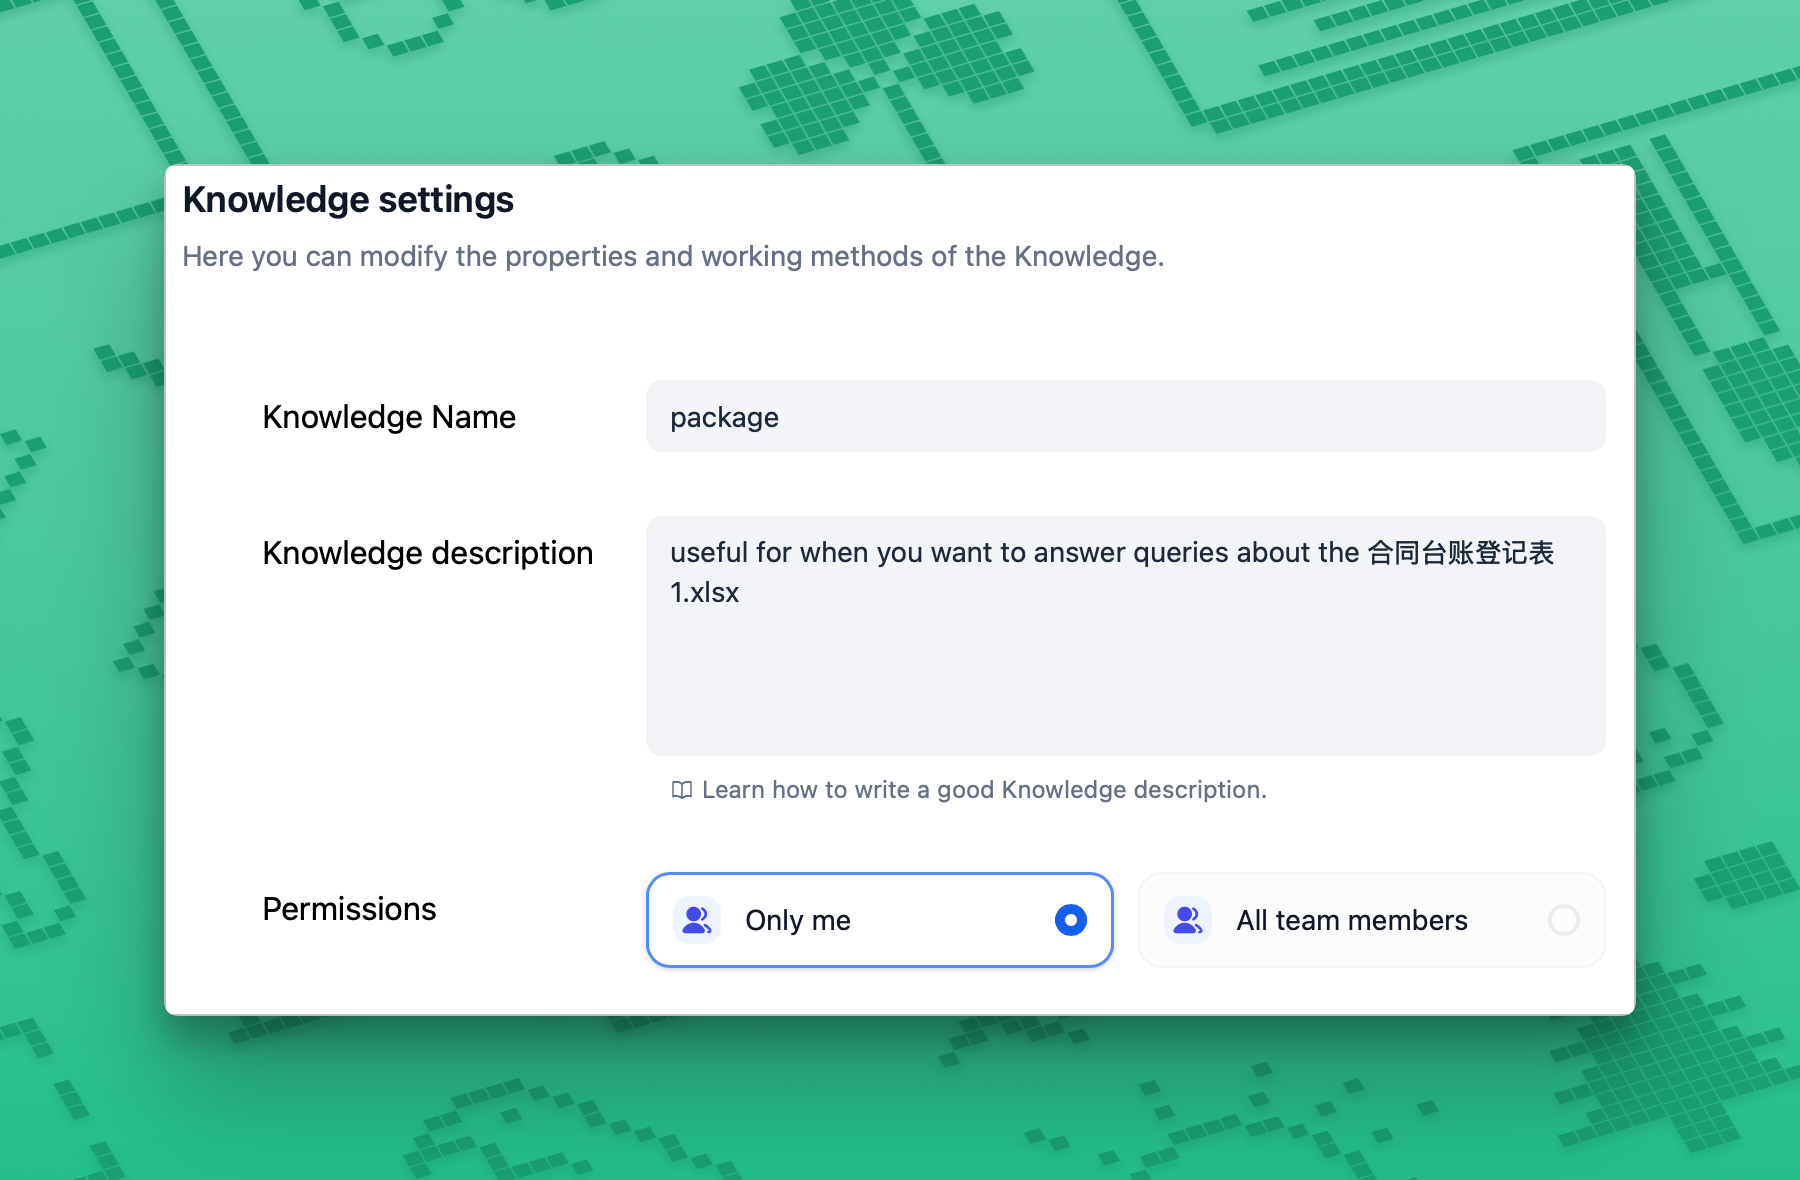 Knowledge settings
Here you can modify the properties and working methods of the Knowledge.
Knowledge Name
package
Knowledge description
useful for when you want to answer queries about the 合同台账登记表
1.xlsx
Learn how to write a good Knowledge description.
Permissions
Only me
All team members